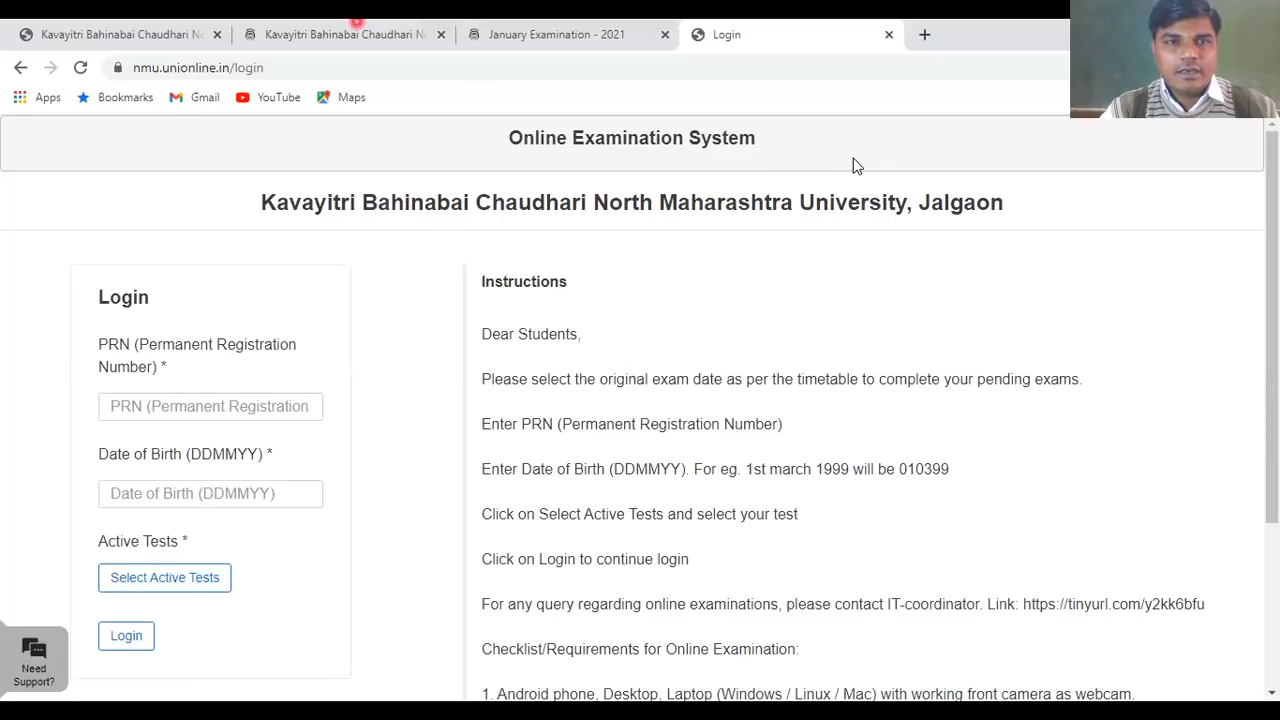 Kavayitri Bahinabai Chaudhari N
Kavayitri Bahinabai Chaudhari N
January Examination - 2021
Login
nmu.unionline.in/login
Apps
Bookmarks
Gmail
YouTube
Maps
Online Examination System
Kavayitri Bahinabai Chaudhari North Maharashtra University, Jalgaon
Login
PRN (Permanent Registration
Number) *
PRN (Permanent Registration
Date of Birth (DDMMYY) *
Date of Birth (DDMMYY)
Active Tests *
Select Active Tests
Login
Need
Support?
Instructions
Dear Students,
Please select the original exam date as per the timetable to complete your pending exams.
Enter PRN (Permanent Registration Number)
Enter Date of Birth (DDMMYY). For eg. 1st march 1999 will be 010399
Click on Select Active Tests and select your test
Click on Login to continue login
For any query regarding online examinations, please contact IT-coordinator. Link: https://tinyurl.com/y2kk6bfu
Checklist/Requirements for Online Examination:
1. Android phone, Desktop, Laptop (Windows / Linux / Mac) with working front camera as webcam.